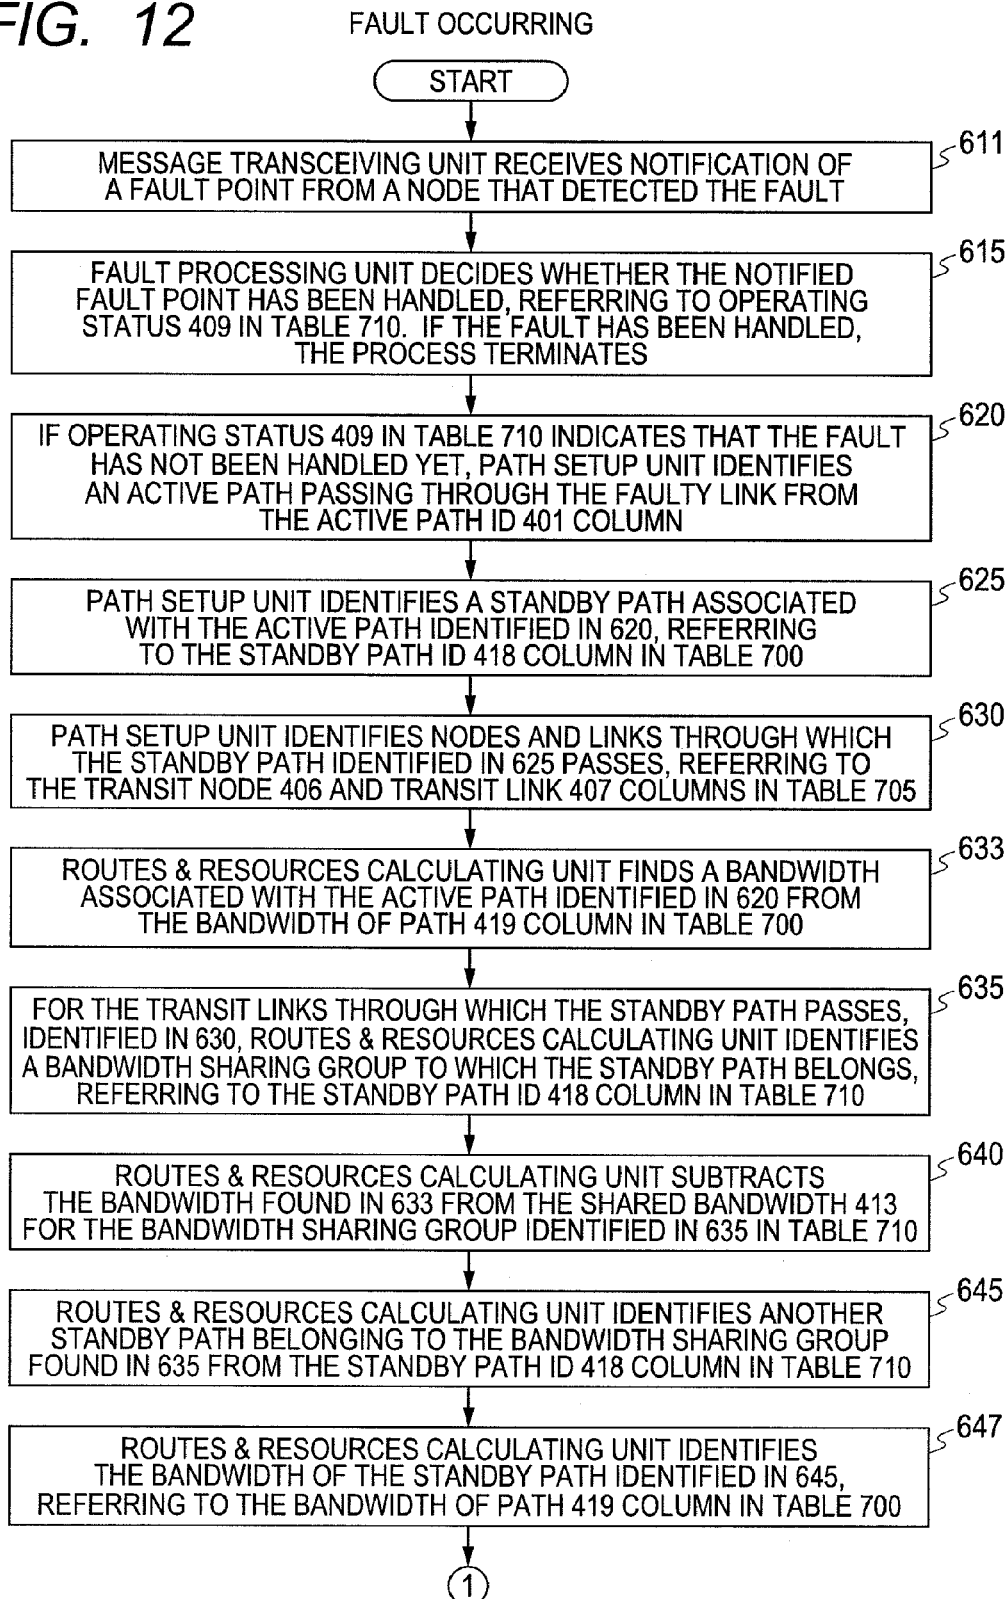 FIG. 12
FAULT OCCURRING
START
611
MESSAGE TRANSCEIVING UNIT RECEIVES NOTIFICATION OF
A FAULT POINT FROM A NODE THAT DETECTED THE FAULT
615
FAULT PROCESSING UNIT DECIDES WHETHER THE NOTIFIED
FAULT POINT HAS BEEN HANDLED, REFERRING TO OPERATING
STATUS 409 IN TABLE 710. IF THE FAULT HAS BEEN HANDLED,
THE PROCESS TERMINATES
620
IF OPERATING STATUS 409 IN TABLE 710 INDICATES THAT THE FAULT
HAS NOT BEEN HANDLED YET, PATH SETUP UNIT IDENTIFIES
AN ACTIVE PATH PASSING THROUGH THE FAULTY LINK FROM
THE ACTIVE PATH ID 401 COLUMN
625
PATH SETUP UNIT IDENTIFIES A STANDBY PATH ASSOCIATED
WITH THE ACTIVE PATH IDENTIFIED IN 620, REFERRING
TO THE STANDBY PATH ID 418 COLUMN IN TABLE 700
630
PATH SETUP UNIT IDENTIFIES NODES AND LINKS THROUGH WHICH
THE STANDBY PATH IDENTIFIED IN 625 PASSES, REFERRING TO
THE TRANSIT NODE 406 AND TRANSIT LINK 407 COLUMNS IN TABLE 705
633
ROUTES & RESOURCES CALCULATING UNIT FINDS A BANDWIDTH
ASSOCIATED WITH THE ACTIVE PATH IDENTIFIED IN 620 FROM
THE BANDWIDTH OF PATH 419 COLUMN IN TABLE 700
635
FOR THE TRANSIT LINKS THROUGH WHICH THE STANDBY PATH PASSES,
IDENTIFIED IN 630, ROUTES & RESOURCES CALCULATING UNIT IDENTIFIES
A BANDWIDTH SHARING GROUP TO WHICH THE STANDBY PATH BELONGS,
REFERRING TO THE STANDBY PATH ID 418 COLUMN IN TABLE 710
640
ROUTES & RESOURCES CALCULATING UNIT SUBTRACTS
THE BANDWIDTH FOUND IN 633 FROM THE SHARED BANDWIDTH 413
FOR THE BANDWIDTH SHARING GROUP IDENTIFIED IN 635 IN TABLE 710
645
ROUTES & RESOURCES CALCULATING UNIT IDENTIFIES ANOTHER
STANDBY PATH BELONGING TO THE BANDWIDTH SHARING GROUP
FOUND IN 635 FROM THE STANDBY PATH ID 418 COLUMN IN TABLE 710
647
ROUTES & RESOURCES CALCULATING UNIT IDENTIFIES
THE BANDWIDTH OF THE STANDBY PATH IDENTIFIED IN 645,
REFERRING TO THE BANDWIDTH OF PATH 419 COLUMN IN TABLE 700
1